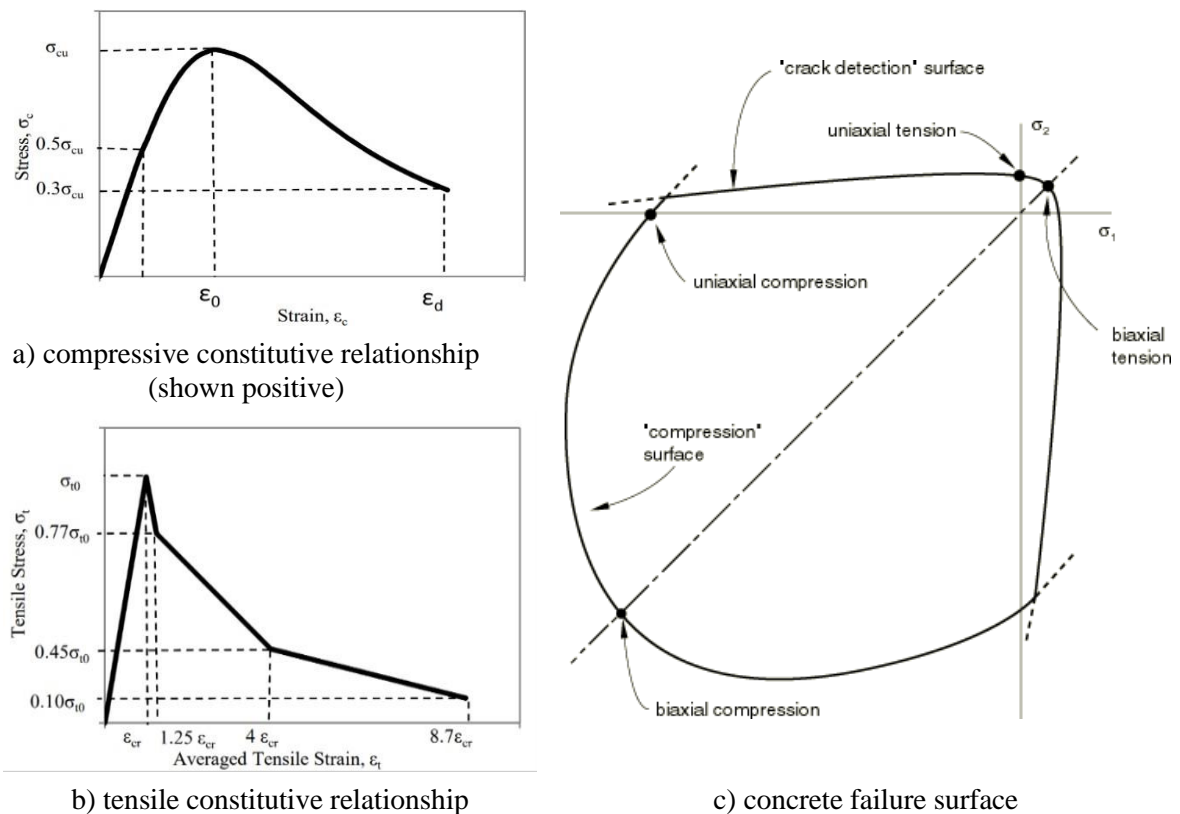 σcu
0.5σcu
0.3σcu
Stress, σc
ε0
εd
Strain, εc
a) compressive constitutive relationship
(shown positive)
σt0
0.77σt0
0.45σt0
0.10σt0
Tensile Stress, σt
εcr
1.25 εcr
4 εcr
8.7εcr
Averaged Tensile Strain, εt
b) tensile constitutive relationship
"crack detection" surface
uniaxial tension
σ2
σ1
uniaxial compression
biaxial
tension
"compression"
surface
biaxial compression
c) concrete failure surface